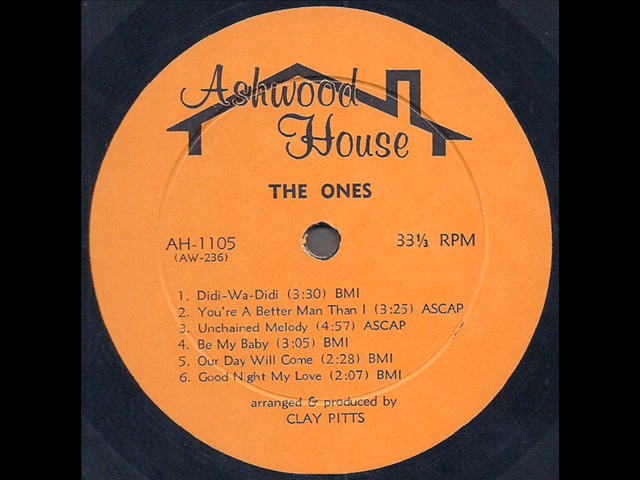 Ashwood
House
THE ONES
AH-1105 33⅓ RPM
(AW-236)
1. Didi-Wa-Didi (3:30) BMI
2. You're A Better Man Than I (3:25) ASCAP
3. Unchained Melody (4:57) ASCAP
4. Be My Baby (3:05) BMI
5. Our Day Will Come (2:28) BMI
6. Good Night My Love (2:07) BMI
arranged & produced by
CLAY PITTS